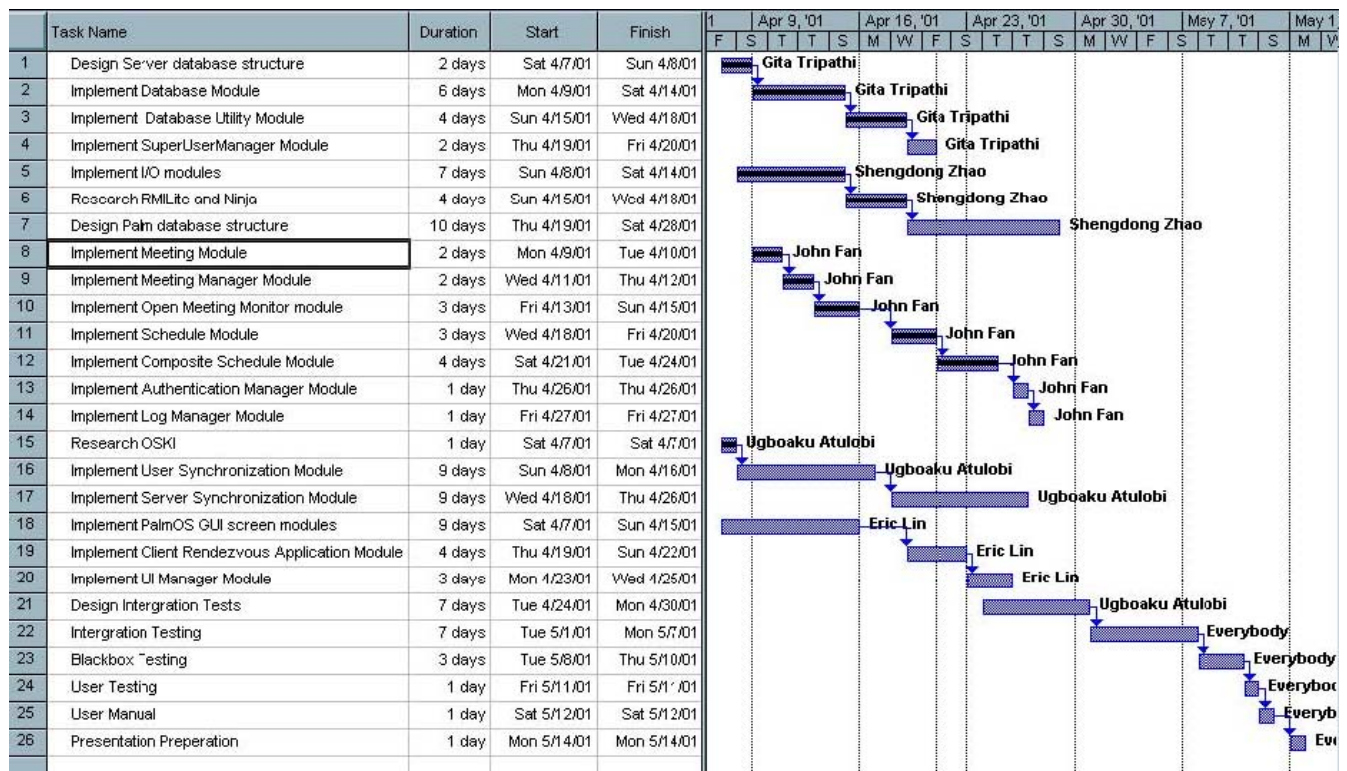 Task Name Duration Start Finish 1 Apr 9, '01 Apr 16, '01 Apr 23, '01 Apr 30, '01 May 7, '01 May 1
F S T T S M W F S T T S M W F S T T S M W
1 Design Server database structure 2 days Sat 4/7/01 Sun 4/8/01 Gita Tripathi
2 Implement Database Module 6 days Mon 4/9/01 Sat 4/14/01 Gita Tripathi
3 Implement Database Utility Module 4 days Sun 4/15/01 Wed 4/18/01 Gita Tripathi
4 Implement SuperUserManager Module 2 days Thu 4/19/01 Fri 4/20/01 Gita Tripathi
5 Implement I/O modules 7 days Sun 4/8/01 Sat 4/14/01 Shengdong Zhao
6 Research RMILite and Ninja 4 days Sun 4/15/01 Wed 4/18/01 Shengdong Zhao
7 Design Palm database structure 10 days Thu 4/19/01 Sat 4/28/01 Shengdong Zhao
8 Implement Meeting Module 2 days Mon 4/9/01 Tue 4/10/01 John Fan
9 Implement Meeting Manager Module 2 days Wed 4/11/01 Thu 4/12/01 John Fan
10 Implement Open Meeting Monitor module 3 days Fri 4/13/01 Sun 4/15/01 John Fan
11 Implement Schedule Module 3 days Wed 4/18/01 Fri 4/20/01 John Fan
12 Implement Composite Schedule Module 4 days Sat 4/21/01 Tue 4/24/01 John Fan
13 Implement Authentication Manager Module 1 day Thu 4/26/01 Thu 4/26/01 John Fan
14 Implement Log Manager Module 1 day Fri 4/27/01 Fri 4/27/01 John Fan
15 Research OSKI 1 day Sat 4/7/01 Sat 4/7/01 Ugboaku Atulobi
16 Implement User Synchronization Module 9 days Sun 4/8/01 Mon 4/16/01 Ugboaku Atulobi
17 Implement Server Synchronization Module 9 days Wed 4/18/01 Thu 4/26/01 Ugboaku Atulobi
18 Implement PalmOS GUI screen modules 9 days Sat 4/7/01 Sun 4/15/01 Eric Lin
19 Implement Client Rendezvous Application Module 4 days Thu 4/19/01 Sun 4/22/01 Eric Lin
20 Implement UI Manager Module 3 days Mon 4/23/01 Wed 4/25/01 Eric Lin
21 Design Intergration Tests 7 days Tue 4/24/01 Mon 4/30/01 Ugboaku Atulobi
22 Intergration Testing 7 days Tue 5/1/01 Mon 5/7/01 Everybody
23 Blackbox Testing 3 days Tue 5/8/01 Thu 5/10/01 Everybody
24 User Testing 1 day Fri 5/11/01 Fri 5/11/01 Everyboc
25 User Manual 1 day Sat 5/12/01 Sat 5/12/01 Everyb
26 Presentation Preperation 1 day Mon 5/14/01 Mon 5/14/01 Eve